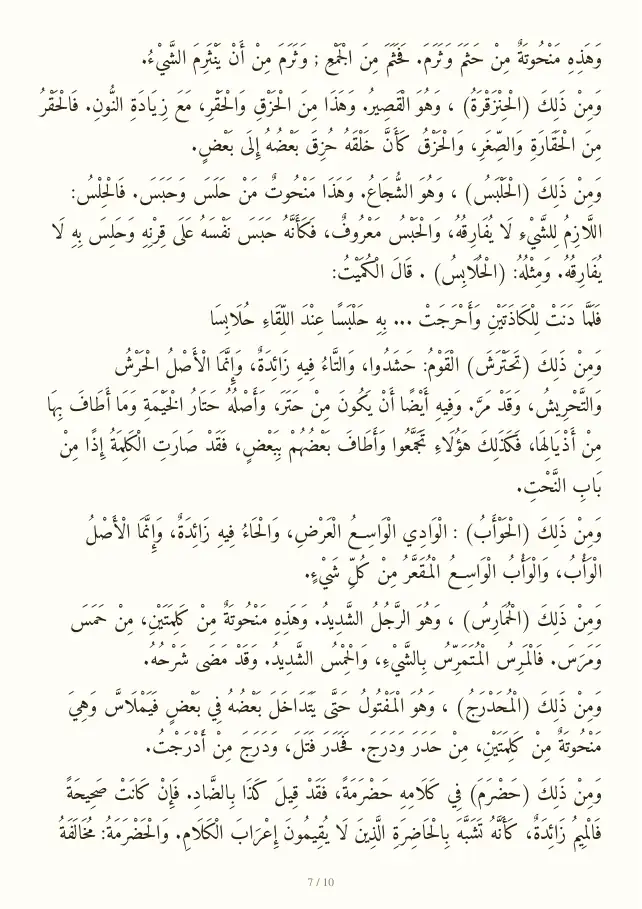 وَهَذِهِ مَنْحُوتَةٌ مِنْ حَثَمَ وَثَرَمَ. فَحَثَمَ مِنَ الْجَمْعِ ; وَثَرَمَ مِنْ أَنْ يَنْثَرِمَ الشَّيْءُ.
وَمِنْ ذَلِكَ (الْحِنْزَقْرَةُ) ، وَهُوَ الْقَصِيرُ. وَهَذَا مِنَ الْحَزْقِ وَالْحَقْرِ، مَعَ زِيَادَةِ النُّونِ. فَالْحَقْرُ
مِنَ الْحَقَارَةِ وَالصِّغَرِ، وَالْحَزْقُ كَأَنَّ خَلْقَهُ حُزِقَ بَعْضُهُ إِلَى بَعْضٍ.
وَمِنْ ذَلِكَ (الْحَلْبَسُ) ، وَهُوَ الشُّجَاعُ. وَهَذَا مَنْحُوتٌ مَنْ حَلَسَ وَحَبَسَ. فَالْحِلْسُ:
اللَّازِمُ لِلشَّيْءِ لَا يُفَارِقُهُ، وَالْحَبْسُ مَعْرُوفٌ، فَكَأَنَّهُ حَبَسَ نَفْسَهُ عَلَى قِرْنِهِ وَحَلِسَ بِهِ لَا
يُفَارِقُهُ. وَمِثْلُهُ: (الْحُلَابِسُ) . قَالَ الْكُمَيْتُ:
فَلَمَّا دَنَتْ لِلْكَاذَتَيْنِ وَأَحْرَجَتْ ... بِهِ حَلْبَسًا عِنْدَ اللِّقَاءِ حُلَابِسَا
وَمِنْ ذَلِكَ (تَحَتْرَشَ) الْقَوْمُ: حَشَدُوا، وَالتَّاءُ فِيهِ زَائِدَةٌ، وَإِنَّمَا الْأَصْلُ الْحَرْشُ
وَالتَّحْرِيشُ، وَقَدْ مَرَّ. وَفِيهِ أَيْضًا أَنْ يَكُونَ مِنْ حَتَرَ، وَأَصْلُهُ حَتَارُ الْخَيْمَةِ وَمَا أَطَافَ بِهَا
مِنْ أَذْيَالِهَا، فَكَذَلِكَ هَؤُلَاءِ تَجَمَّعُوا وَأَطَافَ بَعْضُهُمْ بِبَعْضٍ، فَقَدْ صَارَتِ الْكَلِمَةُ إِذًا مِنْ
بَابِ النَّحْتِ.
وَمِنْ ذَلِكَ (الْحَوْأَبُ) : الْوَادِي الْوَاسِعُ الْعَرْضِ، وَالْحَاءُ فِيهِ زَائِدَةٌ، وَإِنَّمَا الْأَصْلُ
الْوَأْبُ، وَالْوَأْبُ الْوَاسِعُ الْمُقَعَّرُ مِنْ كُلِّ شَيْءٍ.
وَمِنْ ذَلِكَ (الْحُمَارِسُ) ، وَهُوَ الرَّجُلُ الشَّدِيدُ. وَهَذِهِ مَنْحُوتَةٌ مِنْ كَلِمَتَيْنِ، مِنْ حَمَسَ
وَمَرَسَ. فَالْمَرِسُ الْمُتَمَرِّسُ بِالشَّيْءِ، وَالْحِمْسُ الشَّدِيدُ. وَقَدْ مَضَى شَرْحُهُ.
وَمِنْ ذَلِكَ (الْمُحَدْرَجُ) ، وَهُوَ الْمَفْتُولُ حَتَّى يَتَدَاخَلَ بَعْضُهُ فِي بَعْضٍ فَيَمْلَاسَّ وَهِيَ
مَنْحُوتَةٌ مِنْ كَلِمَتَيْنِ، مِنْ حَدَرَ وَدَرَجَ. فَحَدَرَ فَتَلَ، وَدَرَجَ مِنْ أَدْرَجْتُ.
وَمِنْ ذَلِكَ (حَضْرَمَ) فِي كَلَامِهِ حَضْرَمَةً، فَقَدْ قِيلَ كَذَا بِالضَّادِ. فَإِنْ كَانَتْ صَحِيحَةً
فَالْمِيمُ زَائِدَةٌ، كَأَنَّهُ تَشَبَّهَ بِالْحَاضِرَةِ الَّذِينَ لَا يُقِيمُونَ إِعْرَابَ الْكَلَامِ. وَالْحَضْرَمَةُ: مُخَالَفَةُ
7 / 10